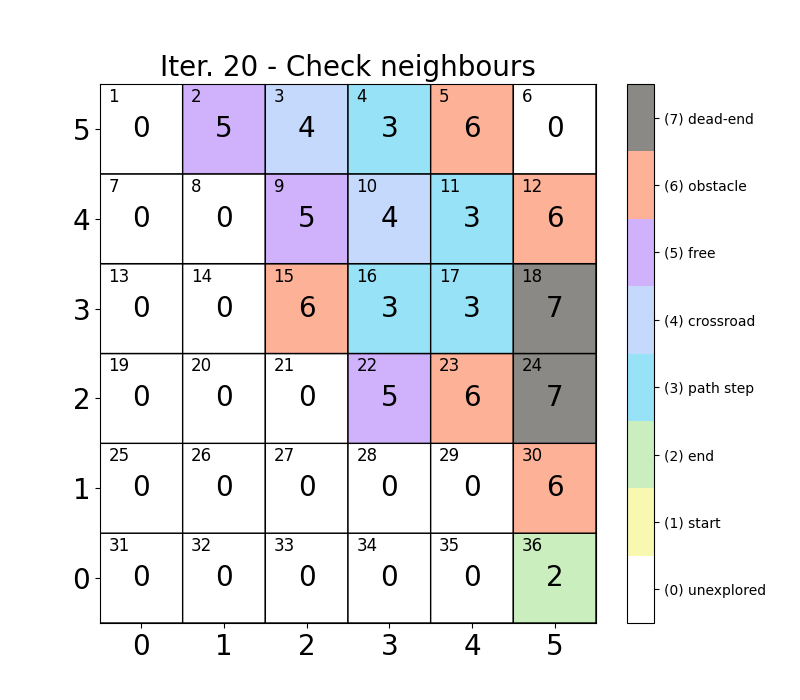 Iter. 20 - Check neighbours
1 2 3 4 5 6
5 0 5 4 3 6 0
7 8 9 10 11 12
4 0 0 5 4 3 6
13 14 15 16 17 18
3 0 0 6 3 3 7
19 20 21 22 23 24
2 0 0 0 5 6 7
25 26 27 28 29 30
1 0 0 0 0 0 6
31 32 33 34 35 36
0 0 0 0 0 0 2
0 1 2 3 4 5
(7) dead-end
(6) obstacle
(5) free
(4) crossroad
(3) path step
(2) end
(1) start
(0) unexplored